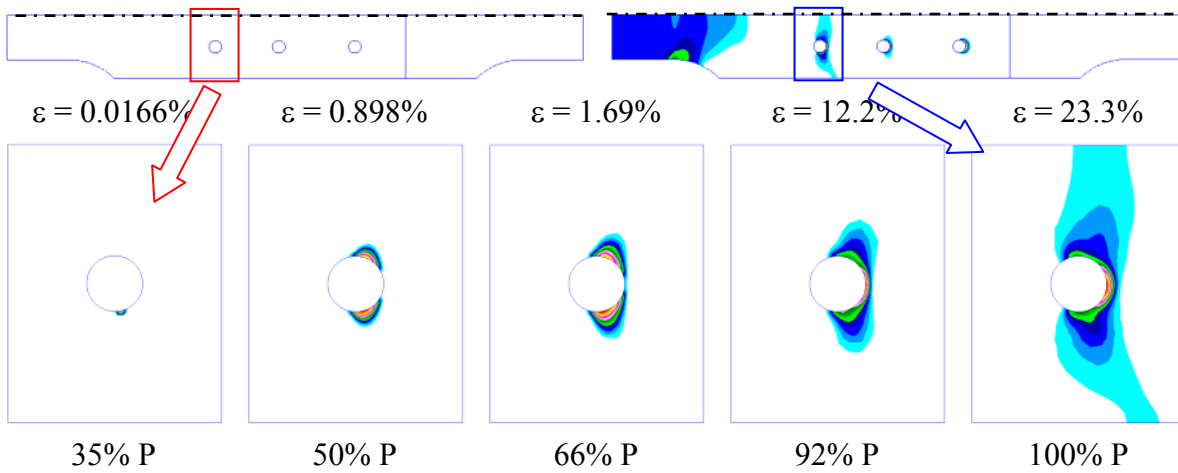 ε = 0.0166% ε = 0.898% ε = 1.69% ε = 12.2% ε = 23.3%
35% P 50% P 66% P 92% P 100% P